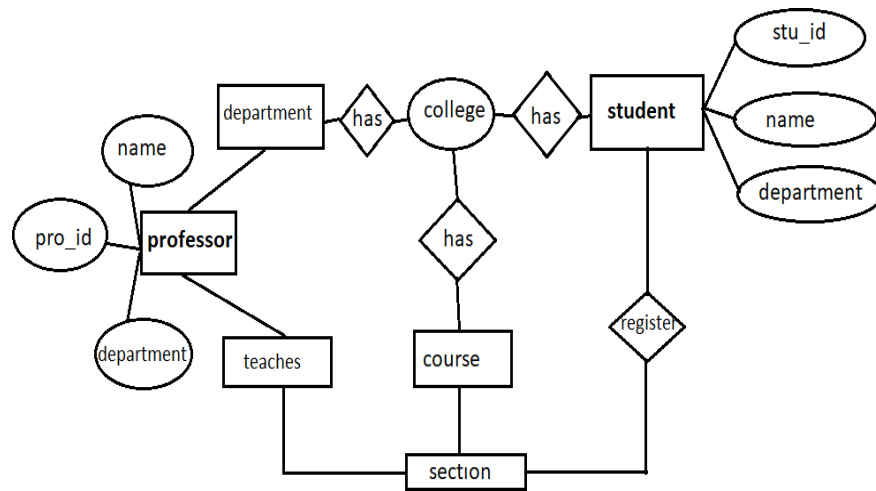 stu_id
department
has
college
has
student
name
name
department
pro_id
professor
has
register
department
teaches
course
section